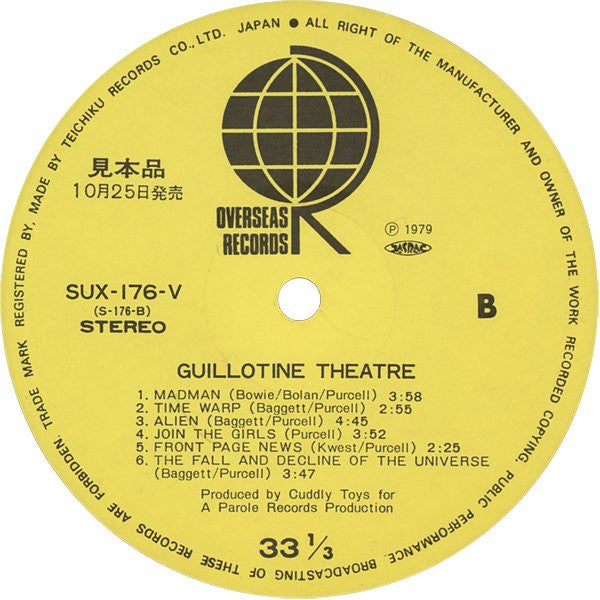 TRADE MARK REGISTERED BY, MADE BY TEICHIKU RECORDS CO., LTD. JAPAN ● ALL RIGHT OF THE MANUFACTURER AND OWNER OF THE WORK RECORDED COPYING. PUBLIC PERFORMANCE. BROADCASTING OF THESE RECORDS ARE FORBIDDEN.
見本品
10月25日発売
OVERSEAS
RECORDS
Ⓟ 1979
JASRAC
SUX-176-V
(S-176-B)
STEREO
B
GUILLOTINE THEATRE
1. MADMAN (Bowie/Bolan/Purcell) 3:58
2. TIME WARP (Baggett/Purcell) 2:55
3. ALIEN (Baggett/Purcell) 4:45
4. JOIN THE GIRLS (Purcell) 3:52
5. FRONT PAGE NEWS (Kwest/Purcell) 2:25
6. THE FALL AND DECLINE OF THE UNIVERSE
(Baggett/Purcell) 3:47
Produced by Cuddly Toys for
A Parole Records Production
33 1/3